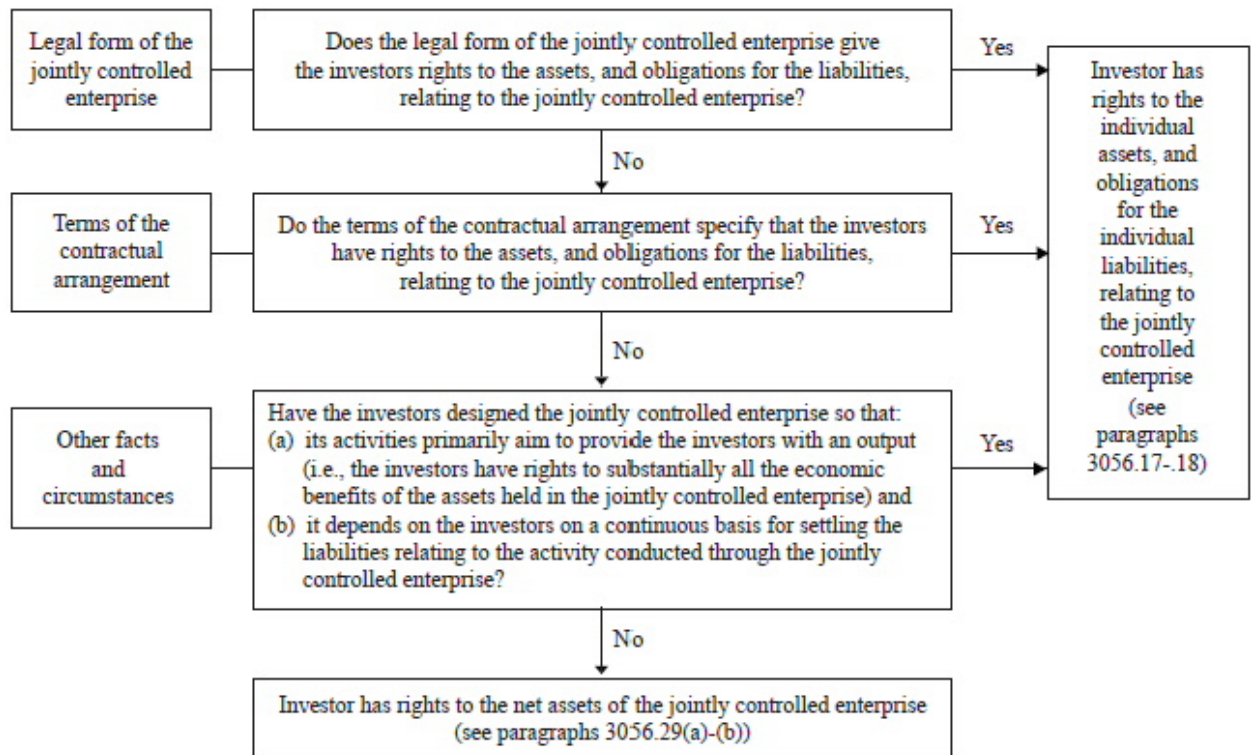 Legal form of the
jointly controlled
enterprise
Does the legal form of the jointly controlled enterprise give
the investors rights to the assets, and obligations for the liabilities,
relating to the jointly controlled enterprise?
Yes
No
Terms of the
contractual
arrangement
Do the terms of the contractual arrangement specify that the investors
have rights to the assets, and obligations for the liabilities,
relating to the jointly controlled enterprise?
Yes
No
Other facts
and
circumstances
Have the investors designed the jointly controlled enterprise so that:
(a) its activities primarily aim to provide the investors with an output
(i.e., the investors have rights to substantially all the economic
benefits of the assets held in the jointly controlled enterprise) and
(b) it depends on the investors on a continuous basis for settling the
liabilities relating to the activity conducted through the jointly
controlled enterprise?
Yes
No
Investor has
rights to the
individual
assets, and
obligations
for the
individual
liabilities,
relating to
the jointly
controlled
enterprise
(see
paragraphs
3056.17-.18)
Investor has rights to the net assets of the jointly controlled enterprise
(see paragraphs 3056.29(a)-(b))